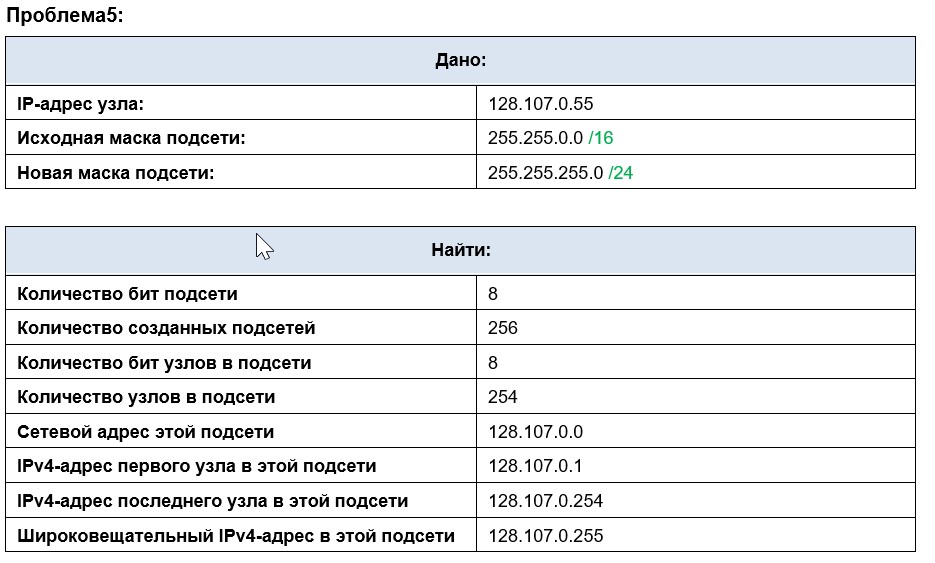 Проблема5:
Дано:
IP-адрес узла: 128.107.0.55
Исходная маска подсети: 255.255.0.0 /16
Новая маска подсети: 255.255.255.0 /24
Найти:
Количество бит подсети 8
Количество созданных подсетей 256
Количество бит узлов в подсети 8
Количество узлов в подсети 254
Сетевой адрес этой подсети 128.107.0.0
IPv4-адрес первого узла в этой подсети 128.107.0.1
IPv4-адрес последнего узла в этой подсети 128.107.0.254
Широковещательный IPv4-адрес в этой подсети 128.107.0.255